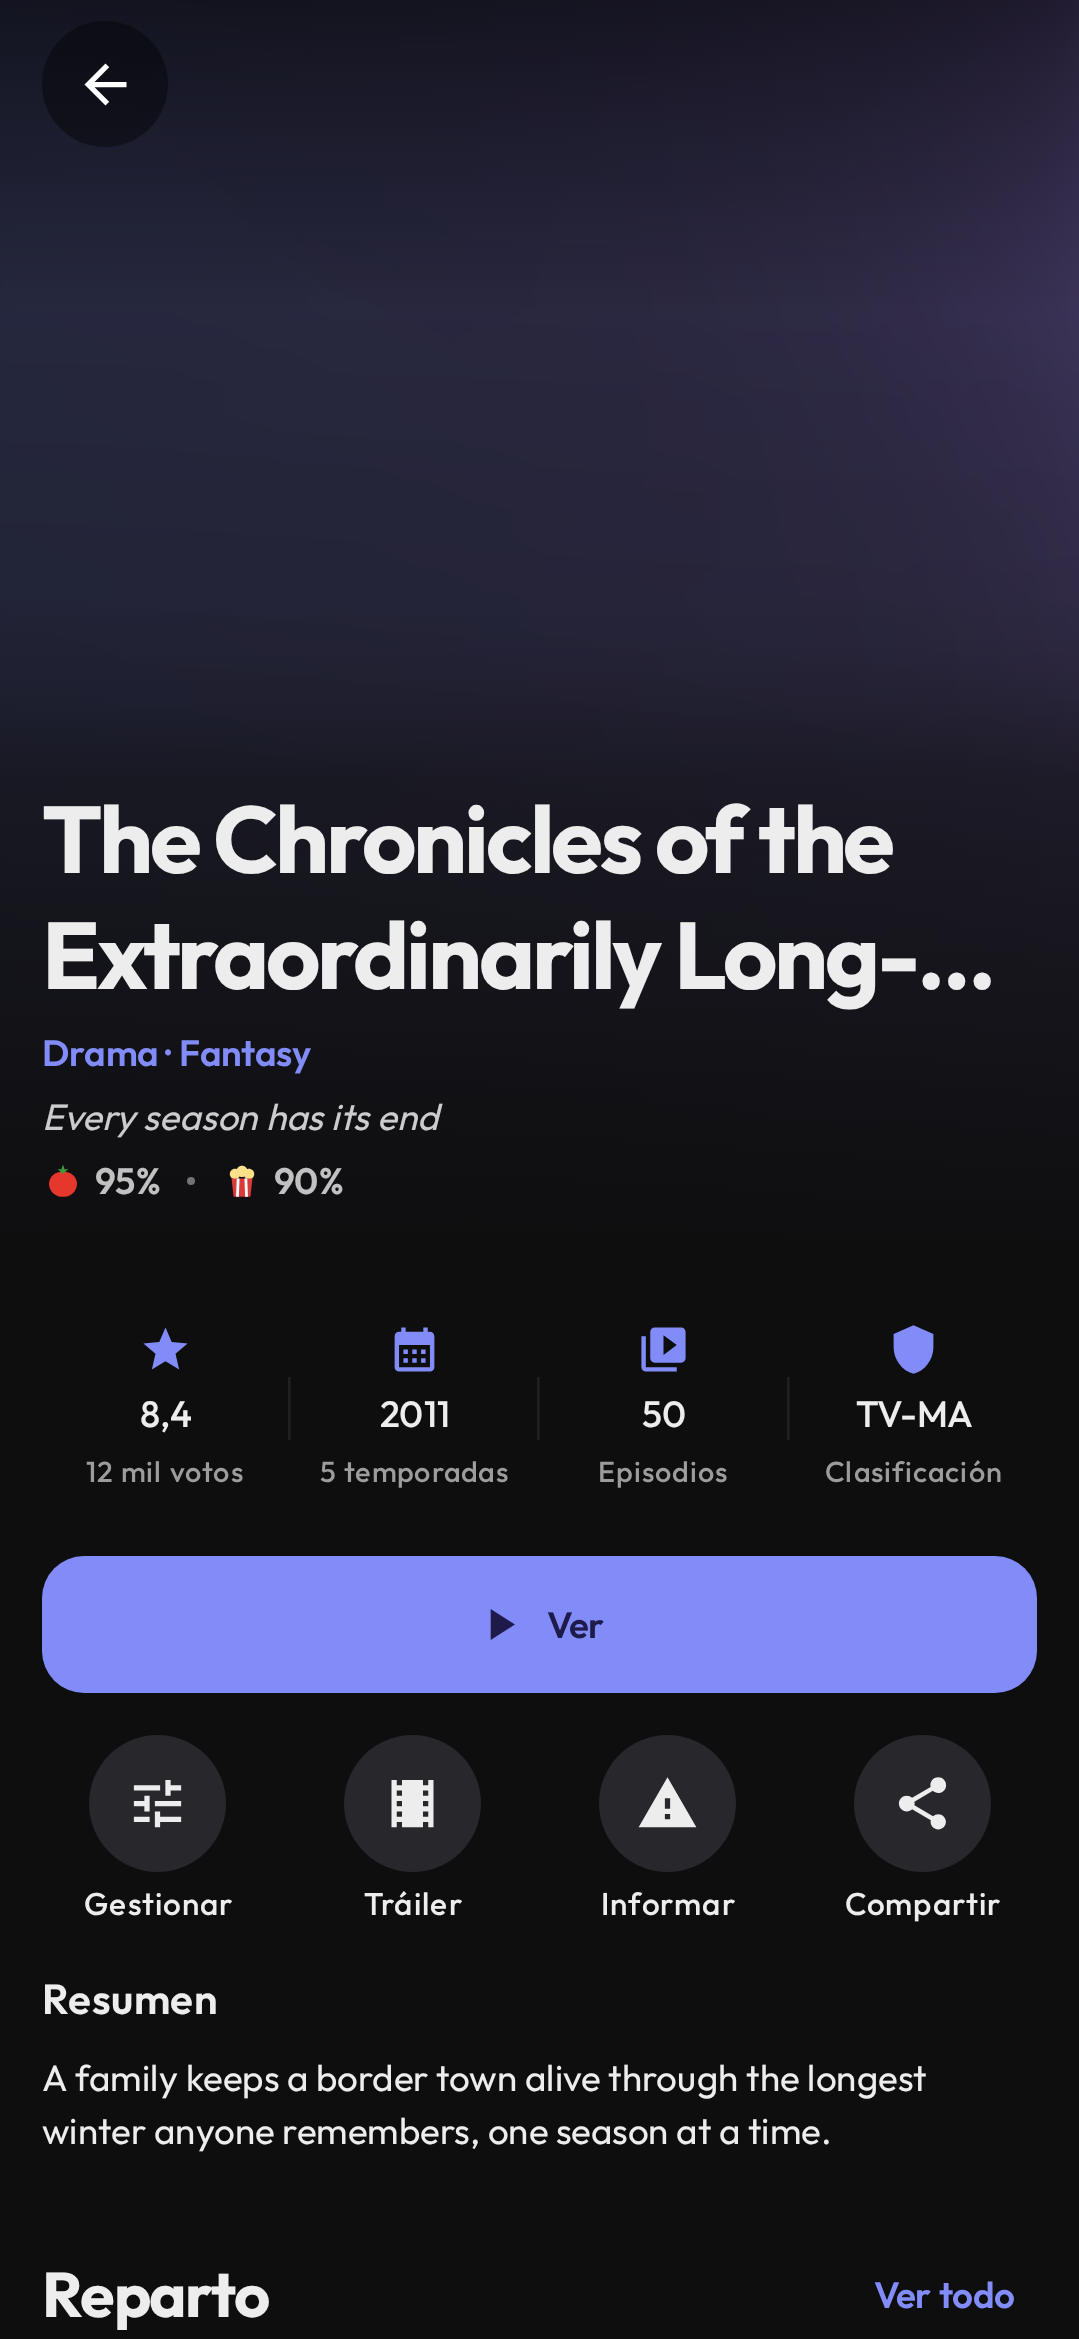 The Chronicles of the
Extraordinarily Long-...
Drama · Fantasy
Every season has its end
95% • 90%
8,4
12 mil votos
2011
5 temporadas
50
Episodios
TV-MA
Clasificación
Ver
Gestionar
Tráiler
Informar
Compartir
Resumen
A family keeps a border town alive through the longest
winter anyone remembers, one season at a time.
Reparto
Ver todo